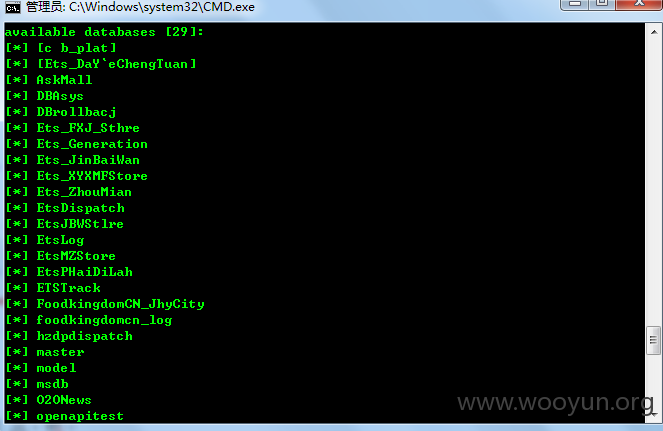 管理员: C:\Windows\system32\CMD.exe
available databases [29]:
[*] [c b_plat]
[*] [Ets_DaY`eChengTuan]
[*] AskMall
[*] DBAsys
[*] DBrollbacj
[*] Ets_FXJ_Sthre
[*] Ets_Generation
[*] Ets_JinBaiWan
[*] Ets_XYXMFStore
[*] Ets_ZhouMian
[*] EtsDispatch
[*] EtsJBWStlre
[*] EtsLog
[*] EtsMZStore
[*] EtsPHaiDiLah
[*] ETSTrack
[*] FoodkingdomCN_JhyCity
[*] foodkingdomcn_log
[*] hzdpdispatch
[*] master
[*] model
[*] msdb
[*] O2ONews
[*] openapitest
www.wooyun.org